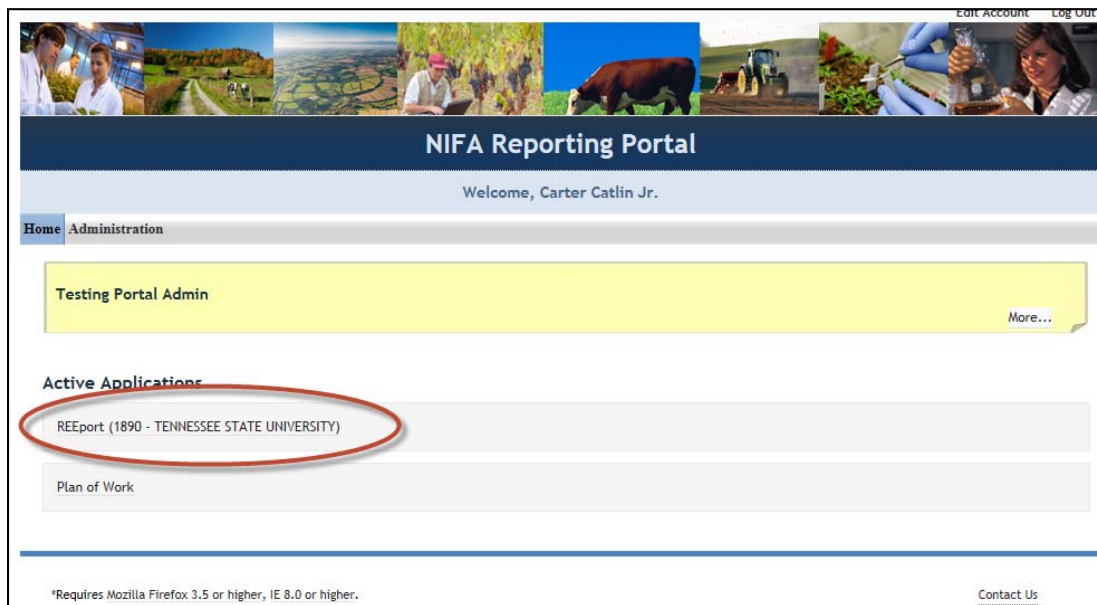 Edit Account Log Out
NIFA Reporting Portal
Welcome, Carter Catlin Jr.
Home Administration
Testing Portal Admin
More...
Active Applications
REEport (1890 - TENNESSEE STATE UNIVERSITY)
Plan of Work
*Requires Mozilla Firefox 3.5 or higher, IE 8.0 or higher.
Contact Us